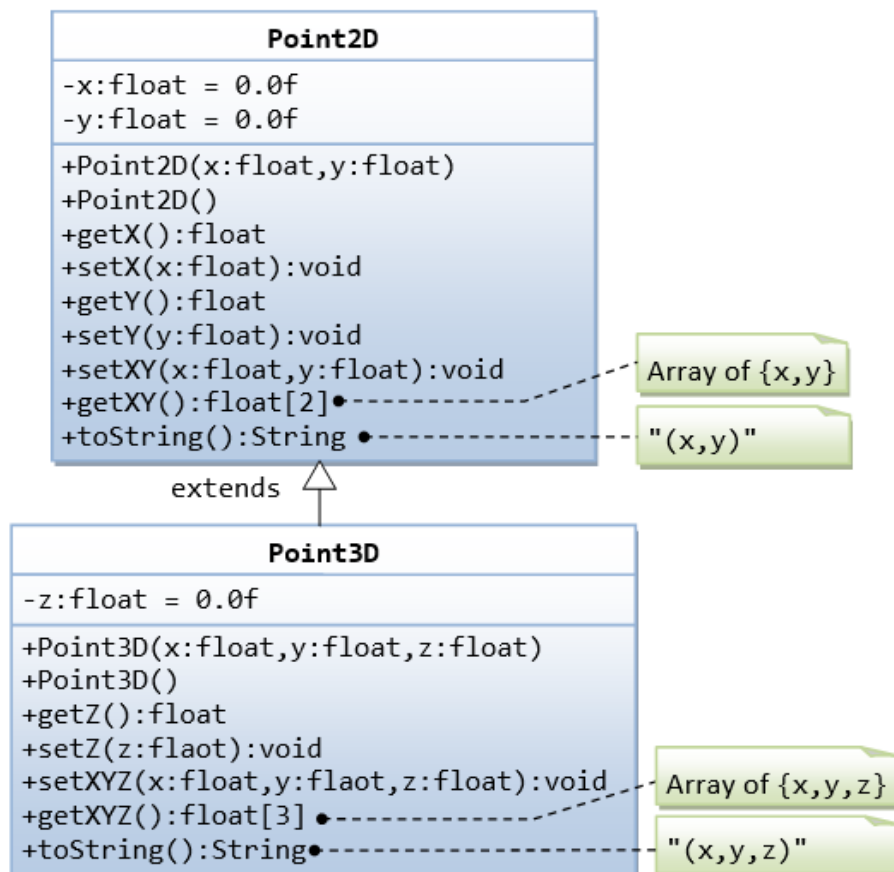 Point2D
-x:float = 0.0f
-y:float = 0.0f
+Point2D(x:float,y:float)
+Point2D()
+getX():float
+setX(x:float):void
+getY():float
+setY(y:float):void
+setXY(x:float,y:float):void
+getXY():float[2]
Array of {x,y}
+toString():String
"(x,y)"
extends
Point3D
-z:float = 0.0f
+Point3D(x:float,y:float,z:float)
+Point3D()
+getZ():float
+setZ(z:flaot):void
+setXYZ(x:float,y:flaot,z:float):void
+getXYZ():float[3]
Array of {x,y,z}
+toString():String
"(x,y,z)"